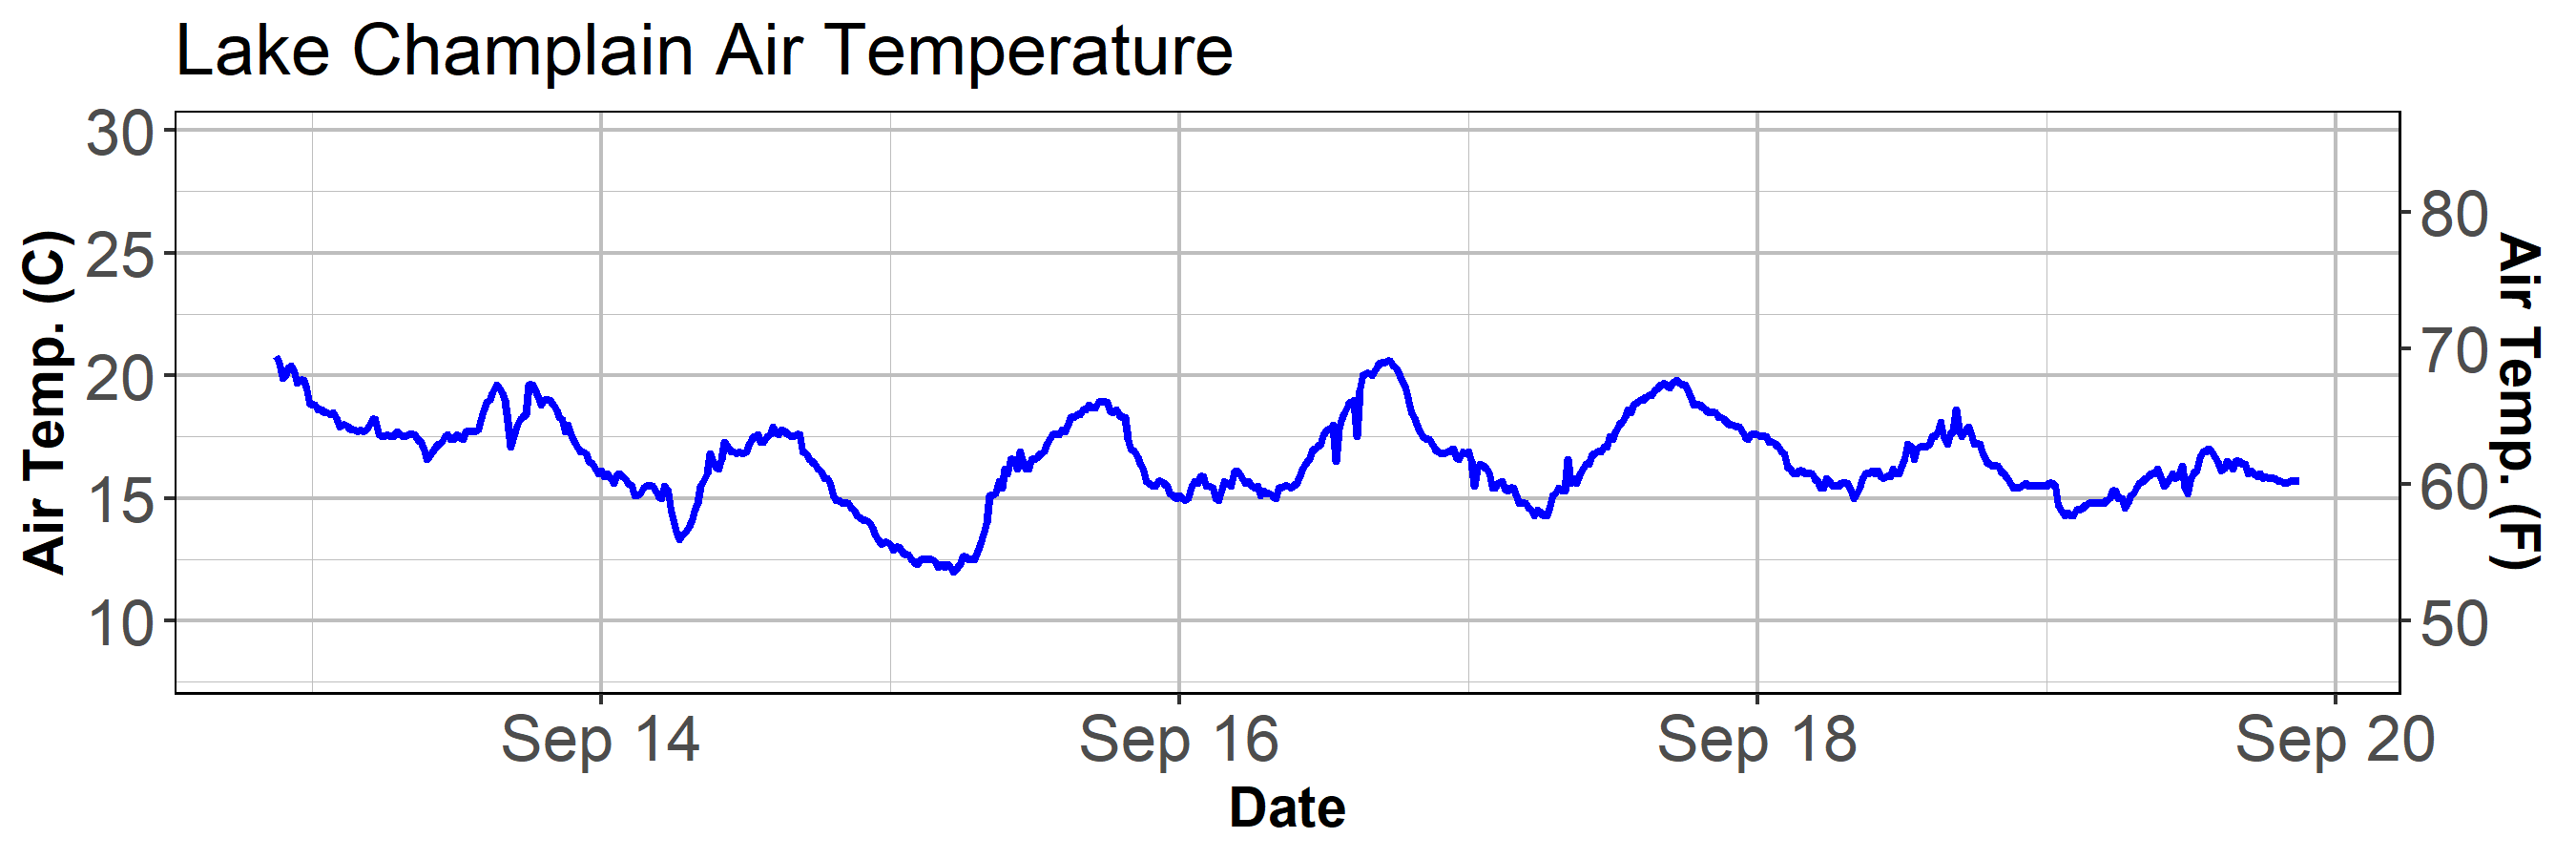 Lake Champlain Air Temperature
30
25
20
15
10
Air Temp. (C)
80
70
60
50
Air Temp. (F)
Sep 14 Sep 16 Sep 18 Sep 20
Date